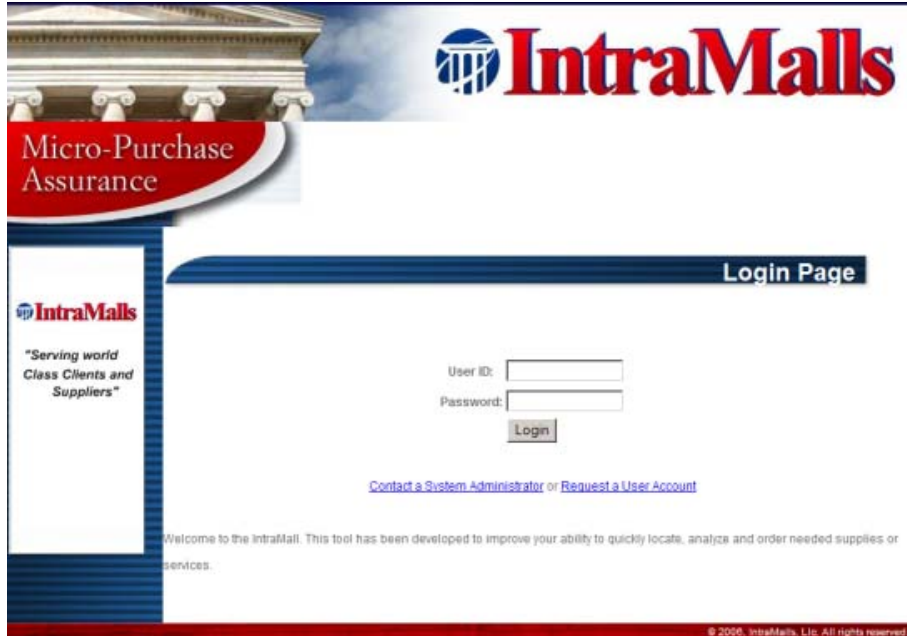 IntraMalls
Micro-Purchase
Assurance
Login Page
IntraMalls
"Serving world
Class Clients and
Suppliers"
User ID:
Password:
Login
Contact a System Administrator or Request a User Account
Welcome to the IntraMall. This tool has been developed to improve your ability to quickly locate, analyze and order needed supplies or
services.
© 2006, IntraMalls, Llc. All rights reserved